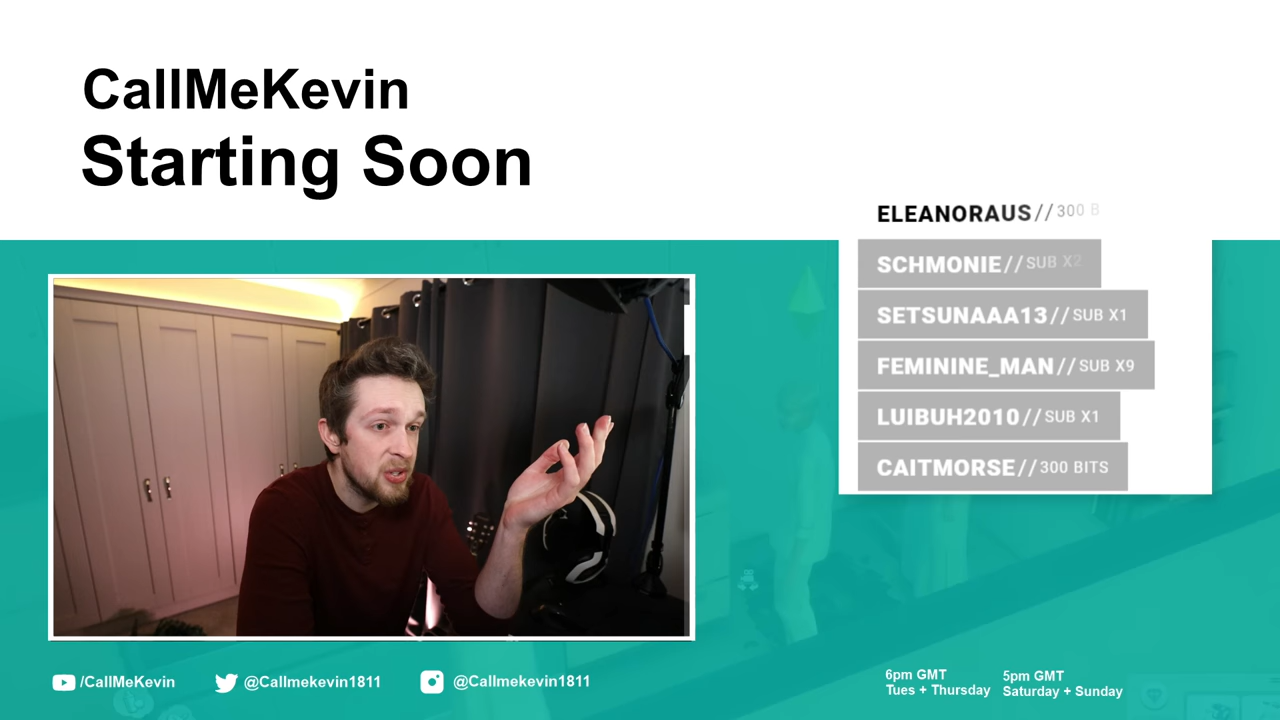 CallMeKevin
Starting Soon
ELEANORAUS//300 B
SCHMONIE//SUB X2
SETSUNAAA13//SUB X1
FEMININE_MAN//SUB X9
LUIBUH2010//SUB X1
CAITMORSE//300 BITS
/CallMeKevin
@Callmekevin1811
@Callmekevin1811
6pm GMT
Tues + Thursday
5pm GMT
Saturday + Sunday